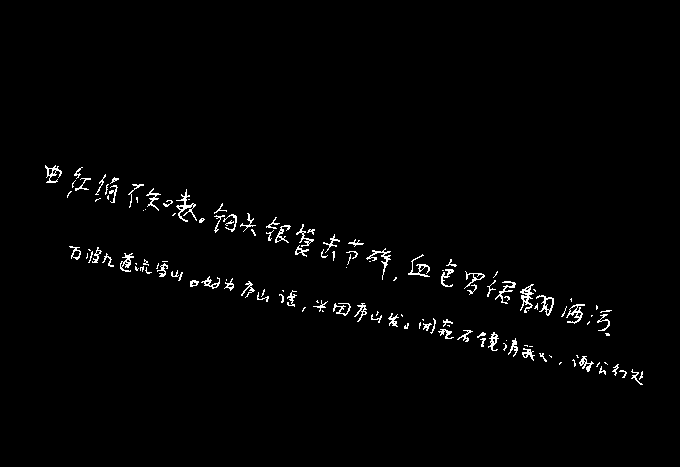 曲红绡不知数。钿头银篦击节碎,血色罗裙翻酒污
万波九道流雪山。好为庐山谣,兴因庐山发。闲窥石镜清我心,谢公行处